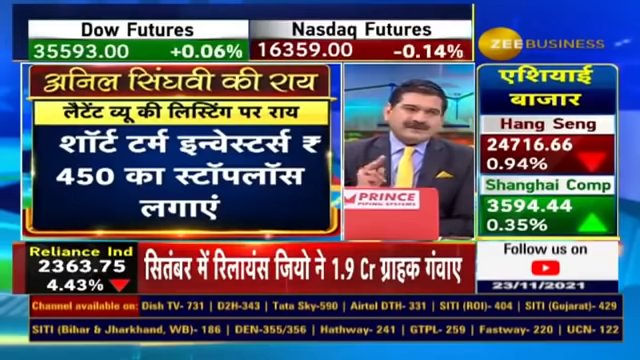 Dow Futures
35593.00 +0.06%
Nasdaq Futures
16359.00 -0.14%
ZEE BUSINESS
अनिल सिंघवी की राय
लैटेंट व्यू की लिस्टिंग पर राय
शॉर्ट टर्म इन्वेस्टर्स ₹
450 का स्टॉपलॉस
लगाएं
PRINCE
PIPING SYSTEMS
एशियाई
बाजार
Hang Seng
24716.66
0.94%
Shanghai Comp
3594.44
0.35%
Reliance Ind
2363.75
4.43%
सितंबर में रिलायंस जियो ने 1.9 Cr ग्राहक गंवाए
Follow us on
23/11/2021
Channel available on: Dish TV- 731 | D2H-343 | Tata Sky-590 | Airtel DTH- 331 | SITI (ROI)- 404 | SITI (Gujarat)- 429
SITI (Bihar & Jharkhand, WB)- 186 | DEN-355/356 | Hathway- 241 | GTPL- 259 | Fastway- 220 | UCN- 122